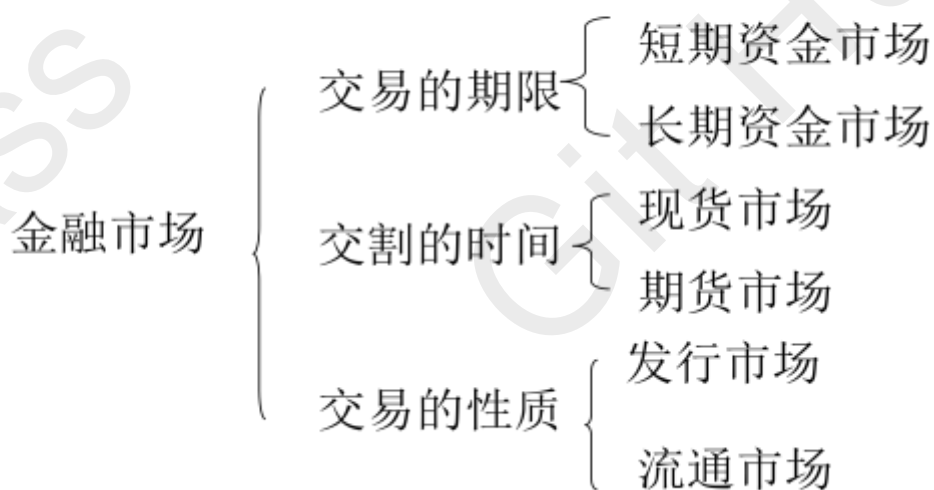 金融市场
交易的期限
短期资金市场
长期资金市场
交割的时间
现货市场
期货市场
交易的性质
发行市场
流通市场